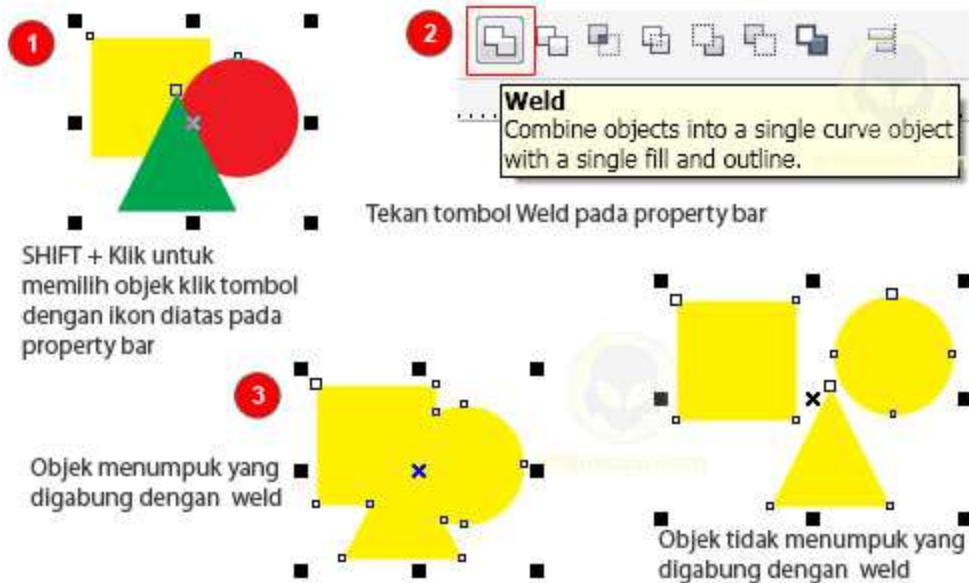 1
2
Weld
Combine objects into a single curve object
with a single fill and outline.
Tekan tombol Weld pada property bar
SHIFT + Klik untuk
memilih objek klik tombol
dengan ikon diatas pada
property bar
3
Objek menumpuk yang
digabung dengan weld
Objek tidak menumpuk yang
digabung dengan weld